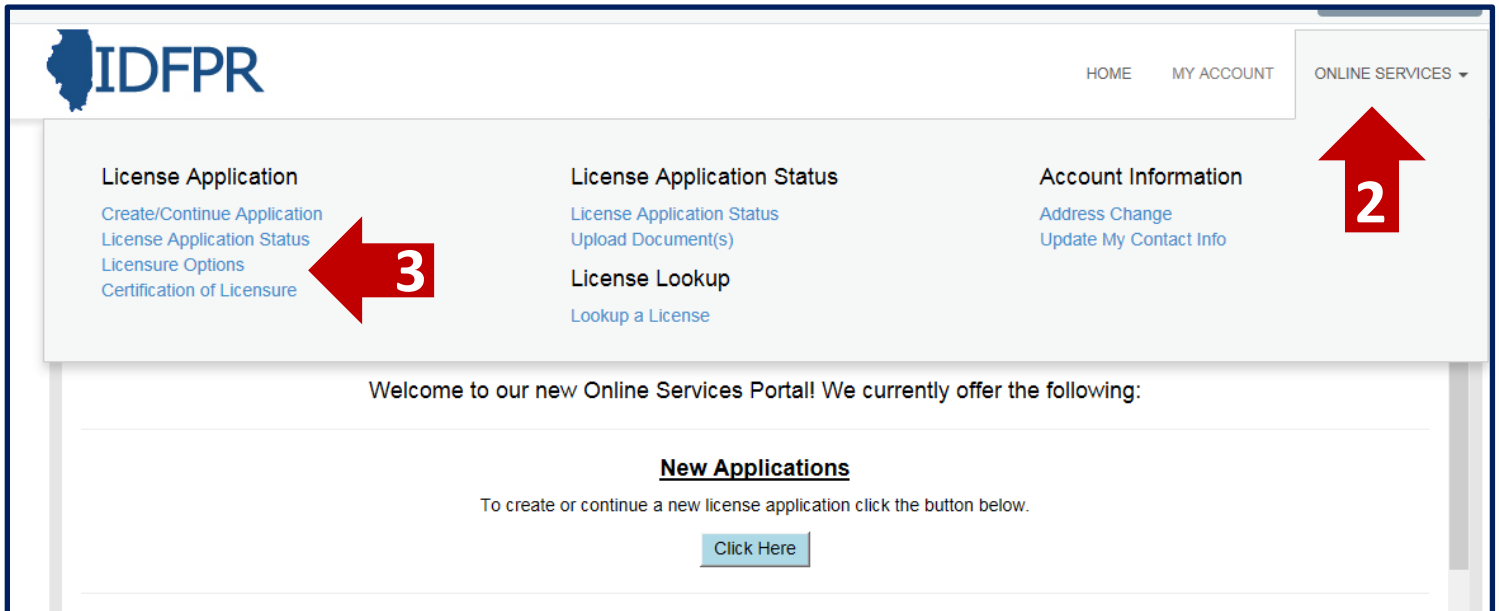 IDFPR
HOME MY ACCOUNT ONLINE SERVICES
2
License Application
Create/Continue Application
License Application Status
Licensure Options
Certification of Licensure
3
License Application Status
License Application Status
Upload Document(s)
License Lookup
Lookup a License
Account Information
Address Change
Update My Contact Info
Welcome to our new Online Services Portal! We currently offer the following:
New Applications
To create or continue a new license application click the button below.
Click Here